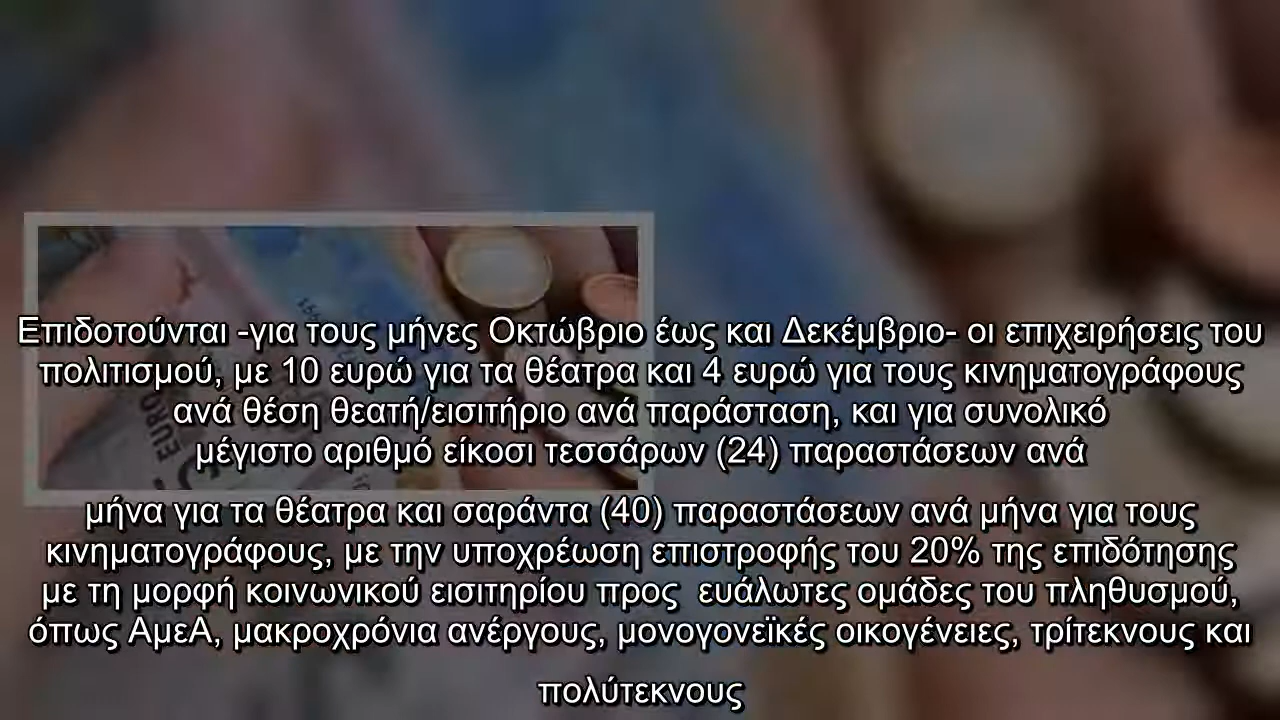 Επιδοτούνται -για τους μήνες Οκτώβριο έως και Δεκέμβριο- οι επιχειρήσεις του
πολιτισμού, με 10 ευρώ για τα θέατρα και 4 ευρώ για τους κινηματογράφους
ανά θέση θεατή/εισιτήριο ανά παράσταση, και για συνολικό
μέγιστο αριθμό είκοσι τεσσάρων (24) παραστάσεων ανά
μήνα για τα θέατρα και σαράντα (40) παραστάσεων ανά μήνα για τους
κινηματογράφους, με την υποχρέωση επιστροφής του 20% της επιδότησης
με τη μορφή κοινωνικού εισιτηρίου προς  ευάλωτες ομάδες του πληθυσμού,
όπως ΑμεΑ, μακροχρόνια ανέργους, μονογονεϊκές οικογένειες, τρίτεκνους και
πολύτεκνους
EURO